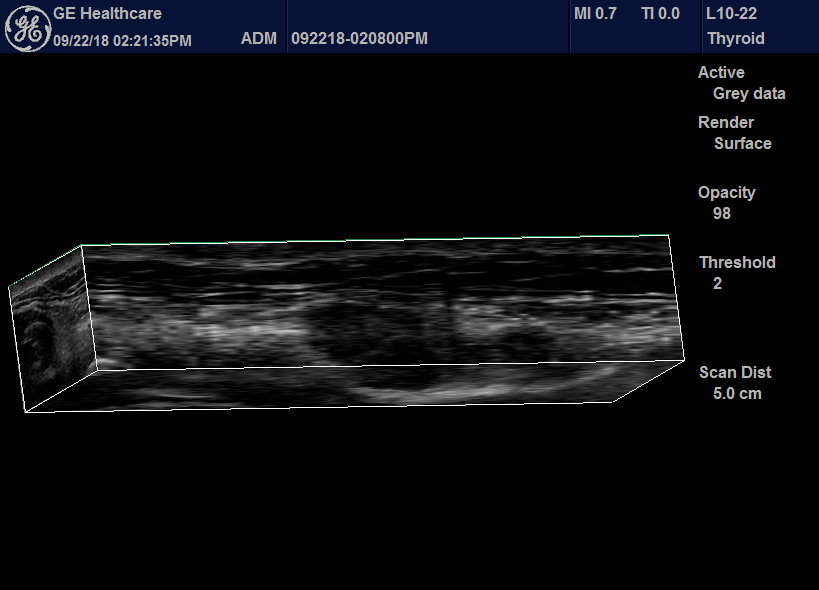 GE Healthcare
09/22/18 02:21:35PM
ADM
092218-020800PM
MI 0.7 TI 0.0
L10-22
Thyroid
Active
Grey data
Render
Surface
Opacity
98
Threshold
2
Scan Dist
5.0 cm